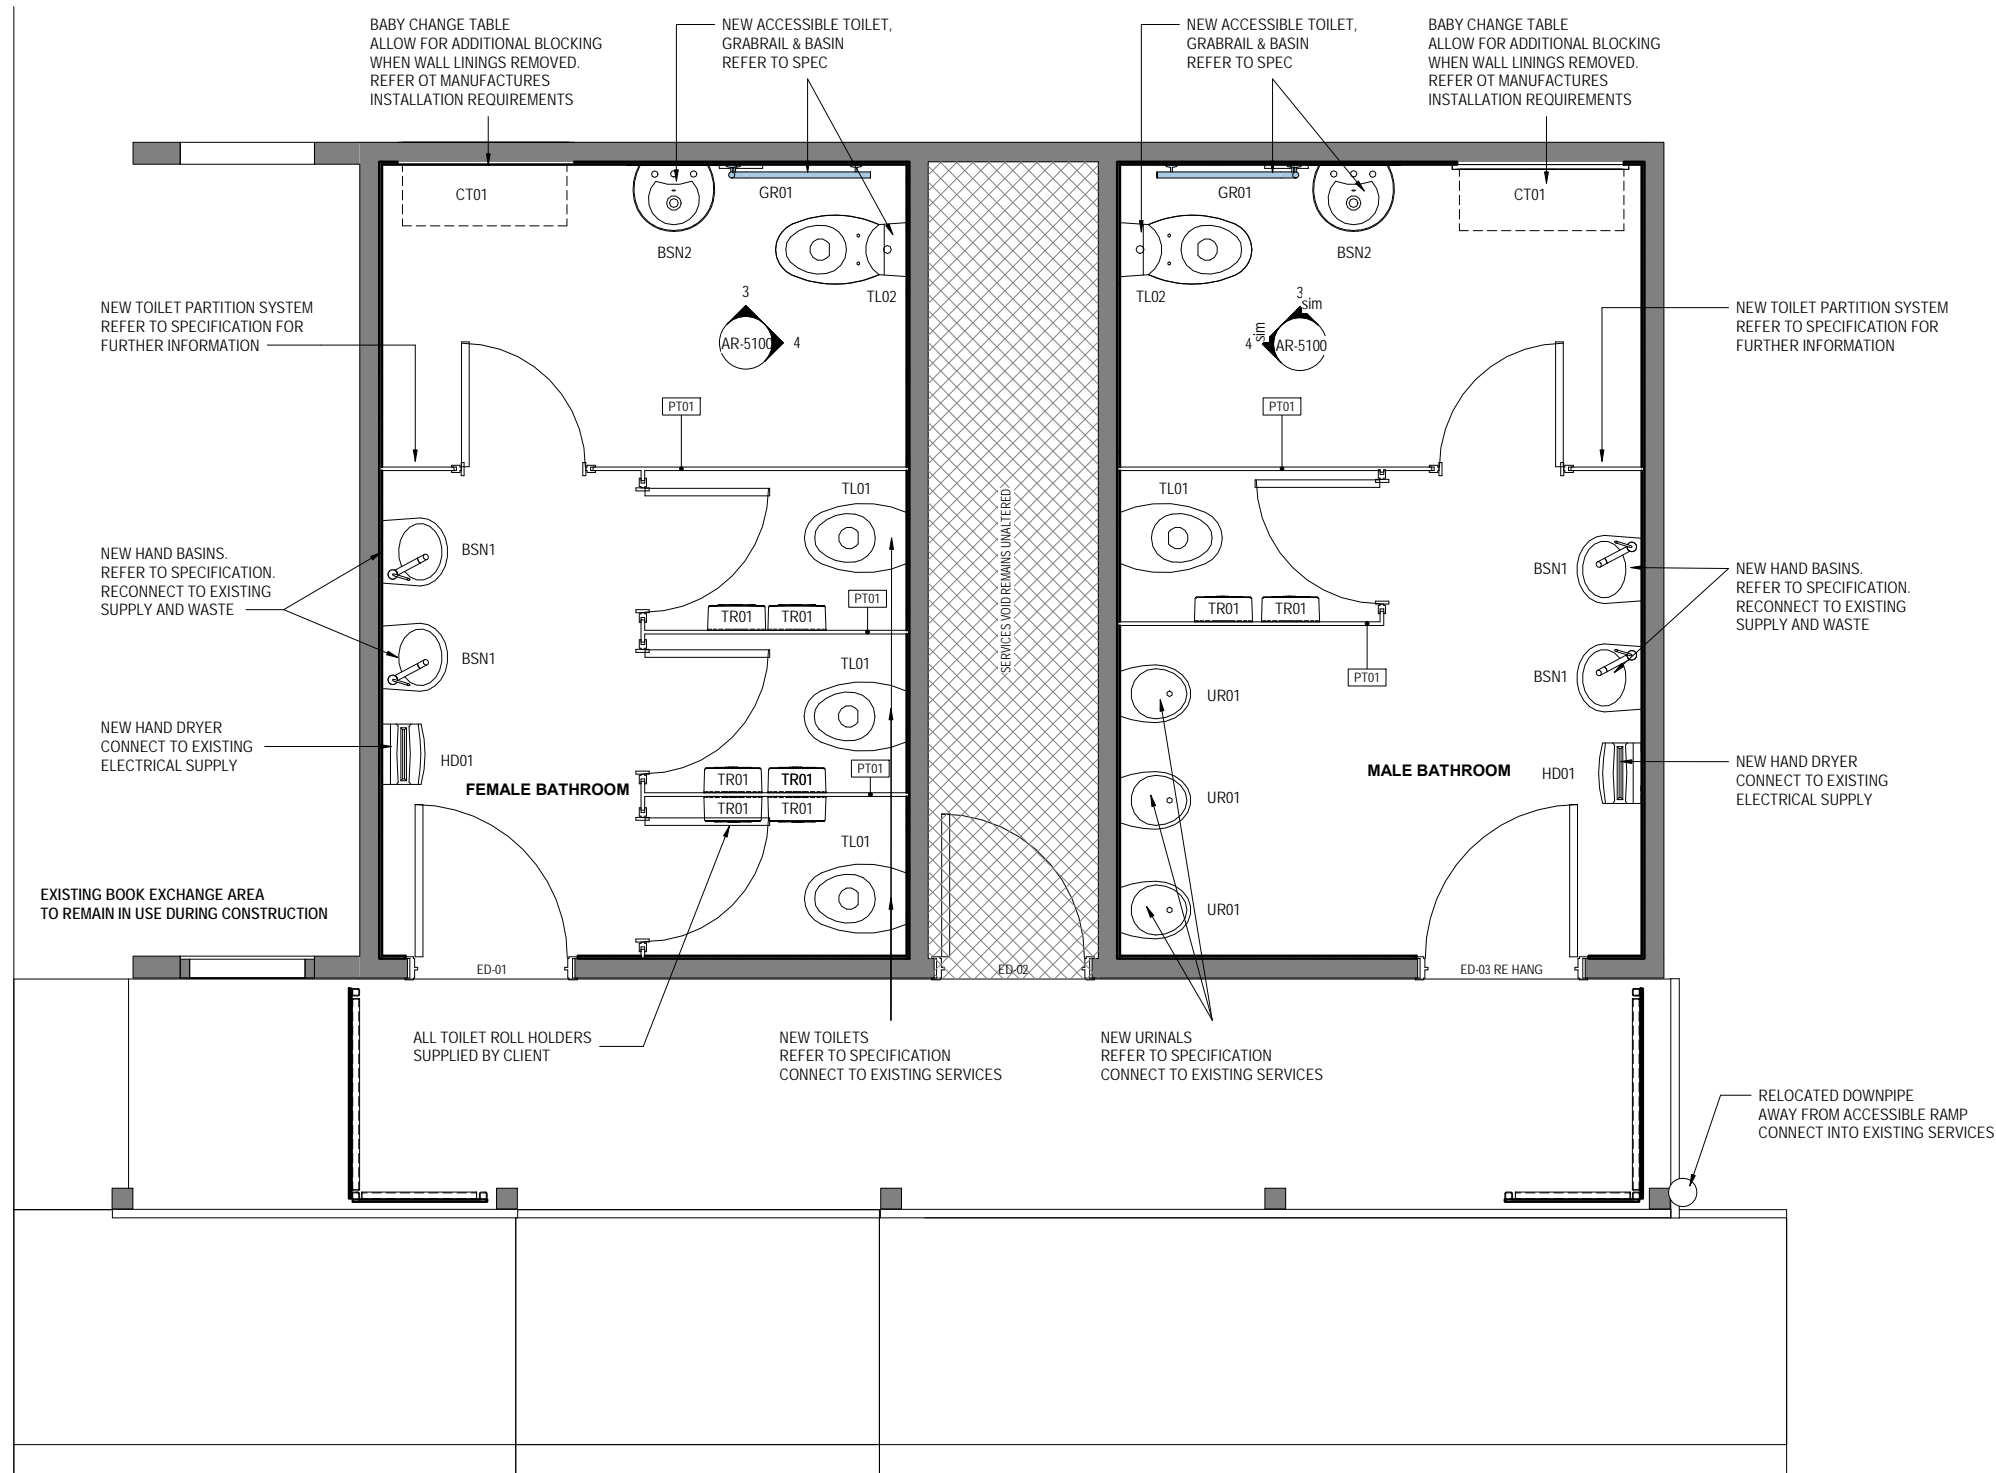 BABY CHANGE TABLE
ALLOW FOR ADDITIONAL BLOCKING
WHEN WALL LININGS REMOVED.
REFER OT MANUFACTURES
INSTALLATION REQUIREMENTS
NEW ACCESSIBLE TOILET,
GRABRAIL & BASIN
REFER TO SPEC
NEW ACCESSIBLE TOILET,
GRABRAIL & BASIN
REFER TO SPEC
BABY CHANGE TABLE
ALLOW FOR ADDITIONAL BLOCKING
WHEN WALL LININGS REMOVED.
REFER OT MANUFACTURES
INSTALLATION REQUIREMENTS
CT01
GR01
BSN2
TL02
3
AR-5100
4
GR01
CT01
BSN2
TL02
3
sim
4
sim
AR-5100
NEW TOILET PARTITION SYSTEM
REFER TO SPECIFICATION FOR
FURTHER INFORMATION
NEW TOILET PARTITION SYSTEM
REFER TO SPECIFICATION FOR
FURTHER INFORMATION
PT01
PT01
TL01
TL01
NEW HAND BASINS.
REFER TO SPECIFICATION.
RECONNECT TO EXISTING
SUPPLY AND WASTE
BSN1
BSN1
NEW HAND BASINS.
REFER TO SPECIFICATION.
RECONNECT TO EXISTING
SUPPLY AND WASTE
SERVICES VOID REMAINS UNALTERED
PT01
TR01
TR01
TR01
TR01
BSN1
TL01
PT01
BSN1
UR01
NEW HAND DRYER
CONNECT TO EXISTING
ELECTRICAL SUPPLY
HD01
FEMALE BATHROOM
PT01
TR01
TR01
TR01
TR01
UR01
MALE BATHROOM
HD01
NEW HAND DRYER
CONNECT TO EXISTING
ELECTRICAL SUPPLY
TL01
EXISTING BOOK EXCHANGE AREA
TO REMAIN IN USE DURING CONSTRUCTION
UR01
ED-01
ED-02
ED-03 RE HANG
ALL TOILET ROLL HOLDERS
SUPPLIED BY CLIENT
NEW TOILETS
REFER TO SPECIFICATION
CONNECT TO EXISTING SERVICES
NEW URINALS
REFER TO SPECIFICATION
CONNECT TO EXISTING SERVICES
RELOCATED DOWNPIPE
AWAY FROM ACCESSIBLE RAMP
CONNECT INTO EXISTING SERVICES